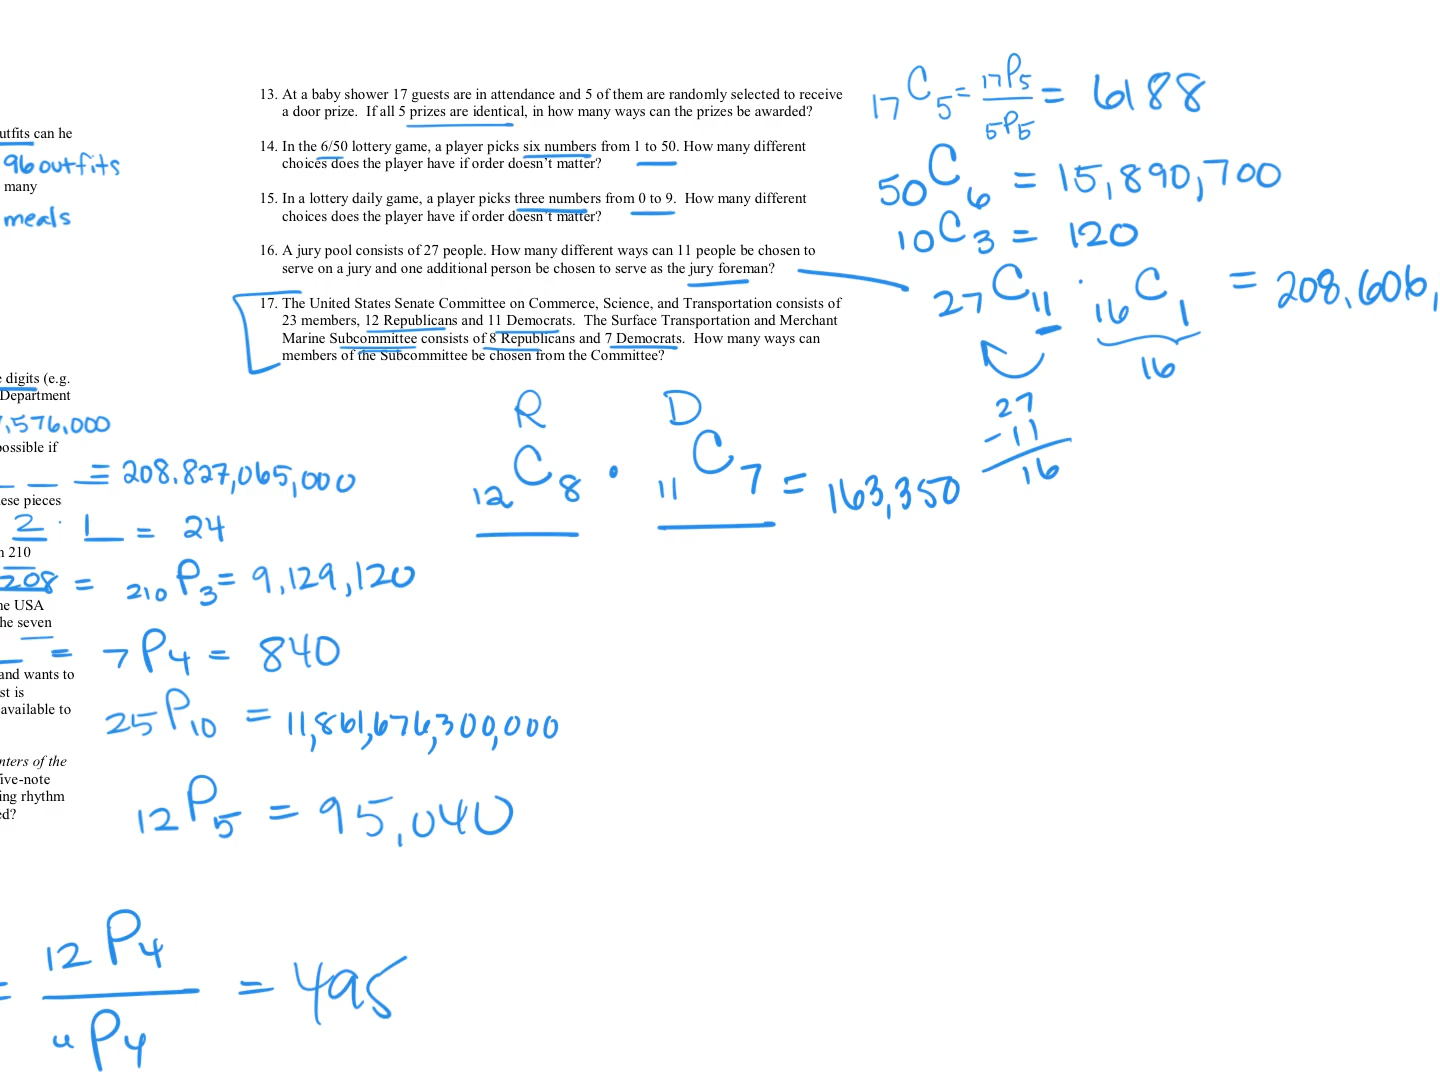 13. At a baby shower 17 guests are in attendance and 5 of them are randomly selected to receive
a door prize. If all 5 prizes are identical, in how many ways can the prizes be awarded?
17C5 = 17P5 / 5P5 = 6188
14. In the 6/50 lottery game, a player picks six numbers from 1 to 50. How many different
choices does the player have if order doesn't matter?
50C6 = 15,890,700
15. In a lottery daily game, a player picks three numbers from 0 to 9. How many different
choices does the player have if order doesn't matter?
10C3 = 120
16. A jury pool consists of 27 people. How many different ways can 11 people be chosen to
serve on a jury and one additional person be chosen to serve as the jury foreman?
27C11 · 16C1 = 208,606,
16
27
-11
16
17. The United States Senate Committee on Commerce, Science, and Transportation consists of
23 members, 12 Republicans and 11 Democrats. The Surface Transportation and Merchant
Marine Subcommittee consists of 8 Republicans and 7 Democrats. How many ways can
members of the Subcommittee be chosen from the Committee?
R D
12C8 · 11C7 = 163,350
utfits can he
96 outfits
many
meals
digits (e.g.
Department
,576,000
ossible if
= 208,827,065,000
ese pieces
2 · 1 = 24
210
208 = 210P3 = 9,129,120
he USA
he seven
= 7P4 = 840
and wants to
st is
available to
25P10 = 11,861,676,300,000
nters of the
ive-note
ing rhythm
ed?
12P5 = 95,040
= 12P4 / 4P4 = 495